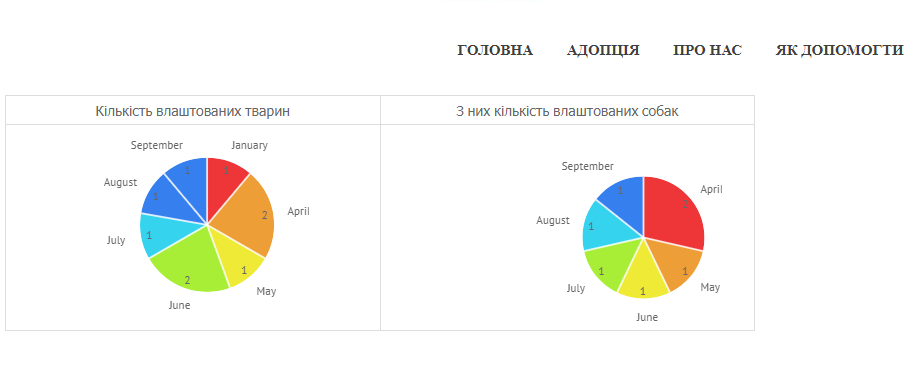 ГОЛОВНА АДОПЦІЯ ПРО НАС ЯК ДОПОМОГТИ
Кількість влаштованих тварин
September January
1 1
August
1
April
2
July
1
1
May
2
June
З них кількість влаштованих собак
September
1
April
August
1
1
July
1
May
1
June